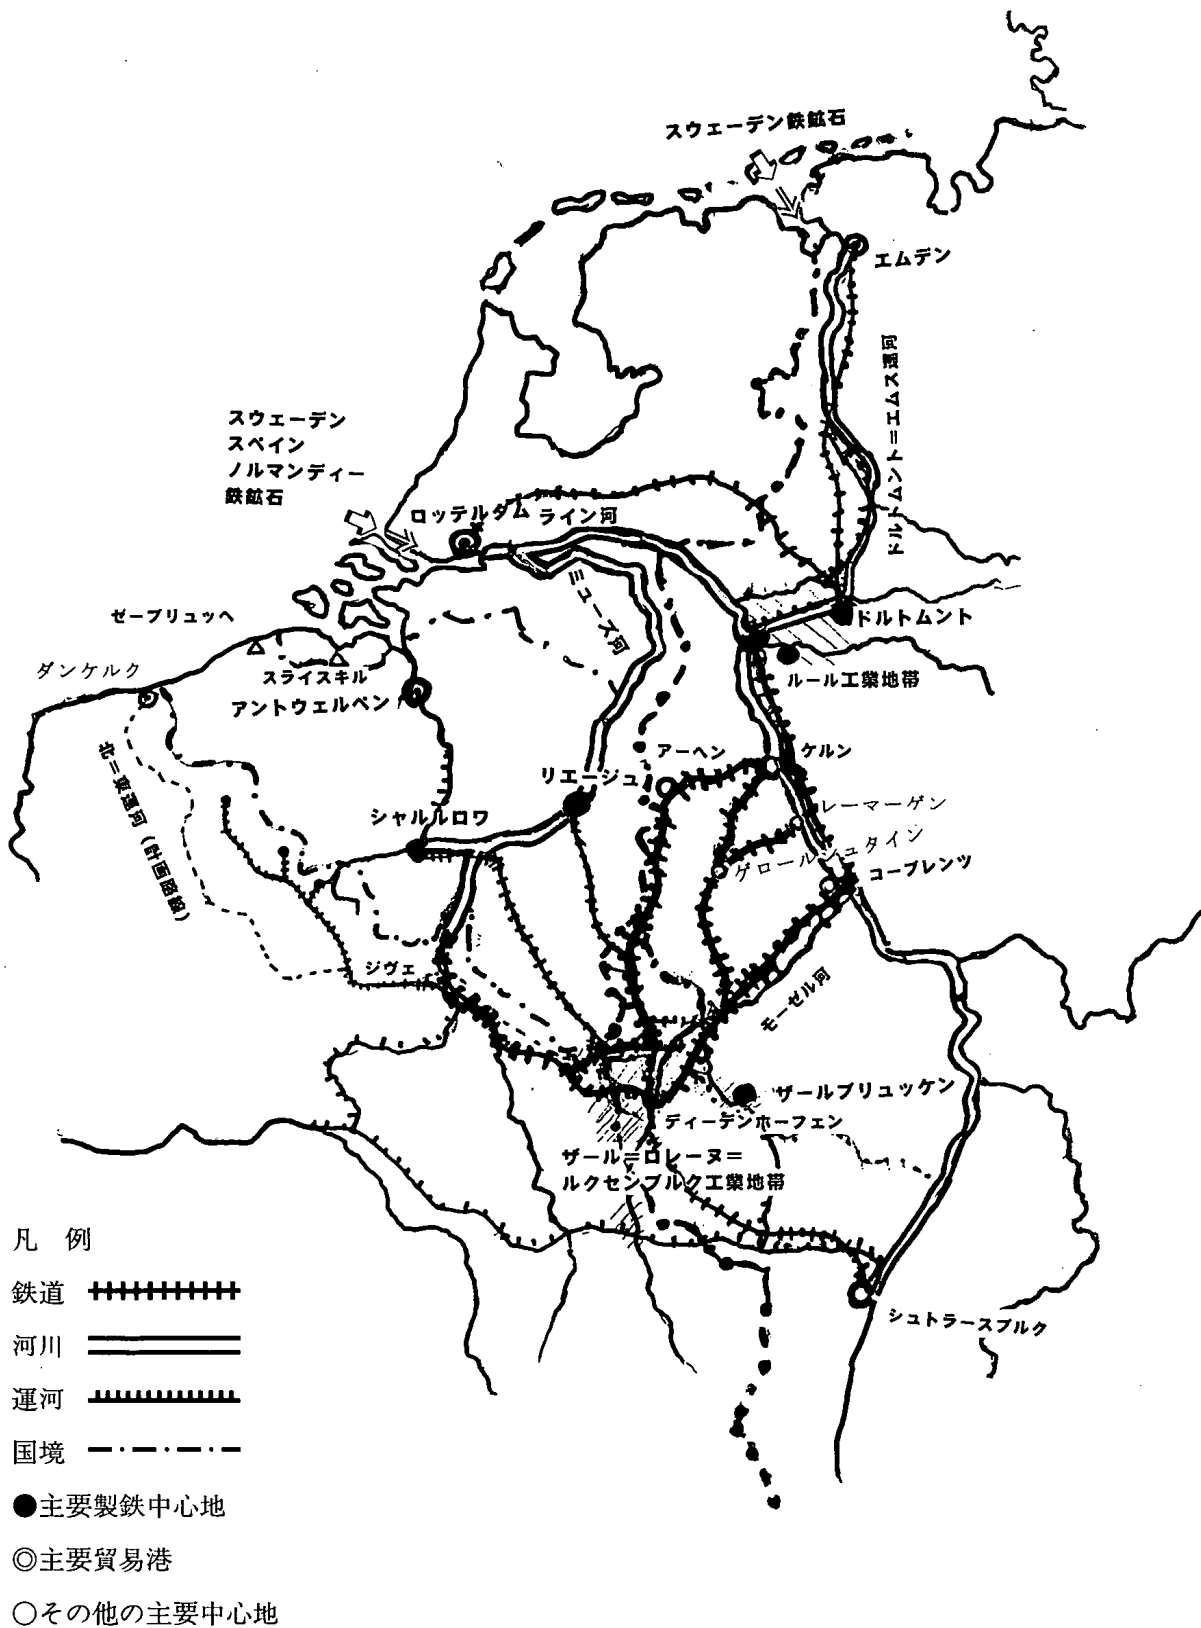 スウェーデン鉄鉱石
エムデン
ドルトムント＝エムス運河
スウェーデン
スペイン
ノルマンディー
鉄鉱石
ロッテルダム
ライン河
ミューズ河
ゼーブリュッヘ
ドルトムント
ダンケルク
スライスキル
ルール工業地帯
アントウェルペン
北＝東運河（計画路線）
アーヘン
ケルン
リエージュ
シャルルロワ
レーマーゲン
ゲロールシュタイン
コーブレンツ
ジヴェ
モーゼル河
ザールブリュッケン
ディーデンホーフェン
ザール＝ロレーヌ＝
ルクセンブルク工業地帯
シュトラースブルク
凡　例
鉄道
河川
運河
国境
●主要製鉄中心地
◎主要貿易港
○その他の主要中心地